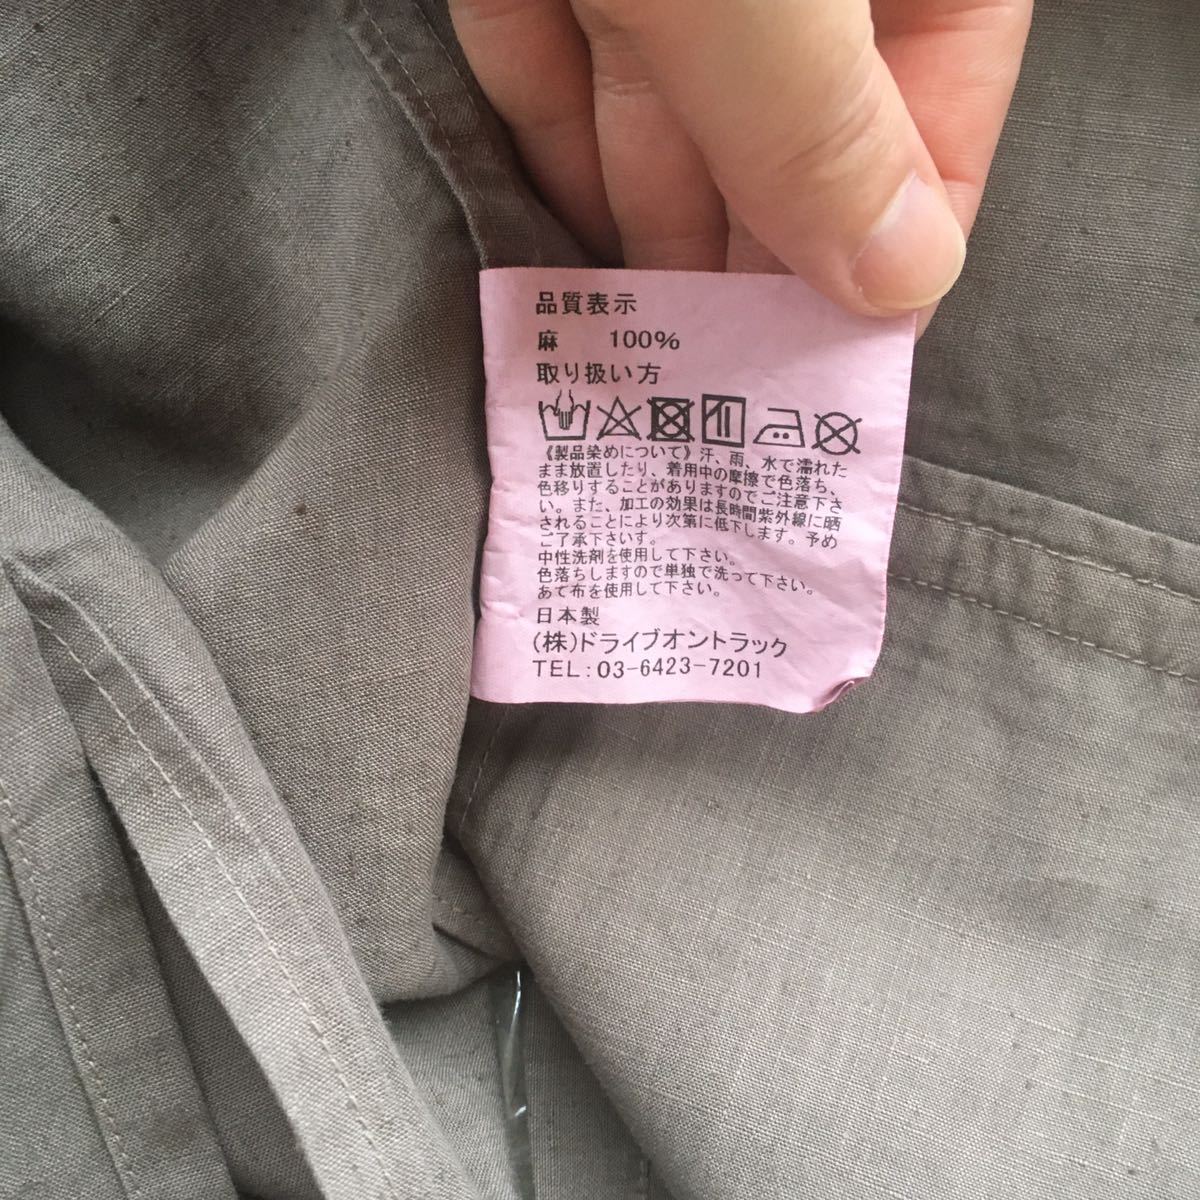 品質表示
麻 100%
取り扱い方
《製品染めについて》汗、雨、水で濡れた
まま放置したり、着用中の摩擦で色落ち、
色移りすることがありますのでご注意下さ
い。また、加工の効果は長時間紫外線に晒
されることにより次第に低下します。予め
ご了承下さいす。
中性洗剤を使用して下さい。
色落ちしますので単独で洗って下さい。
あて布を使用して下さい。
日本製
(株)ドライブオントラック
TEL:03-6423-7201